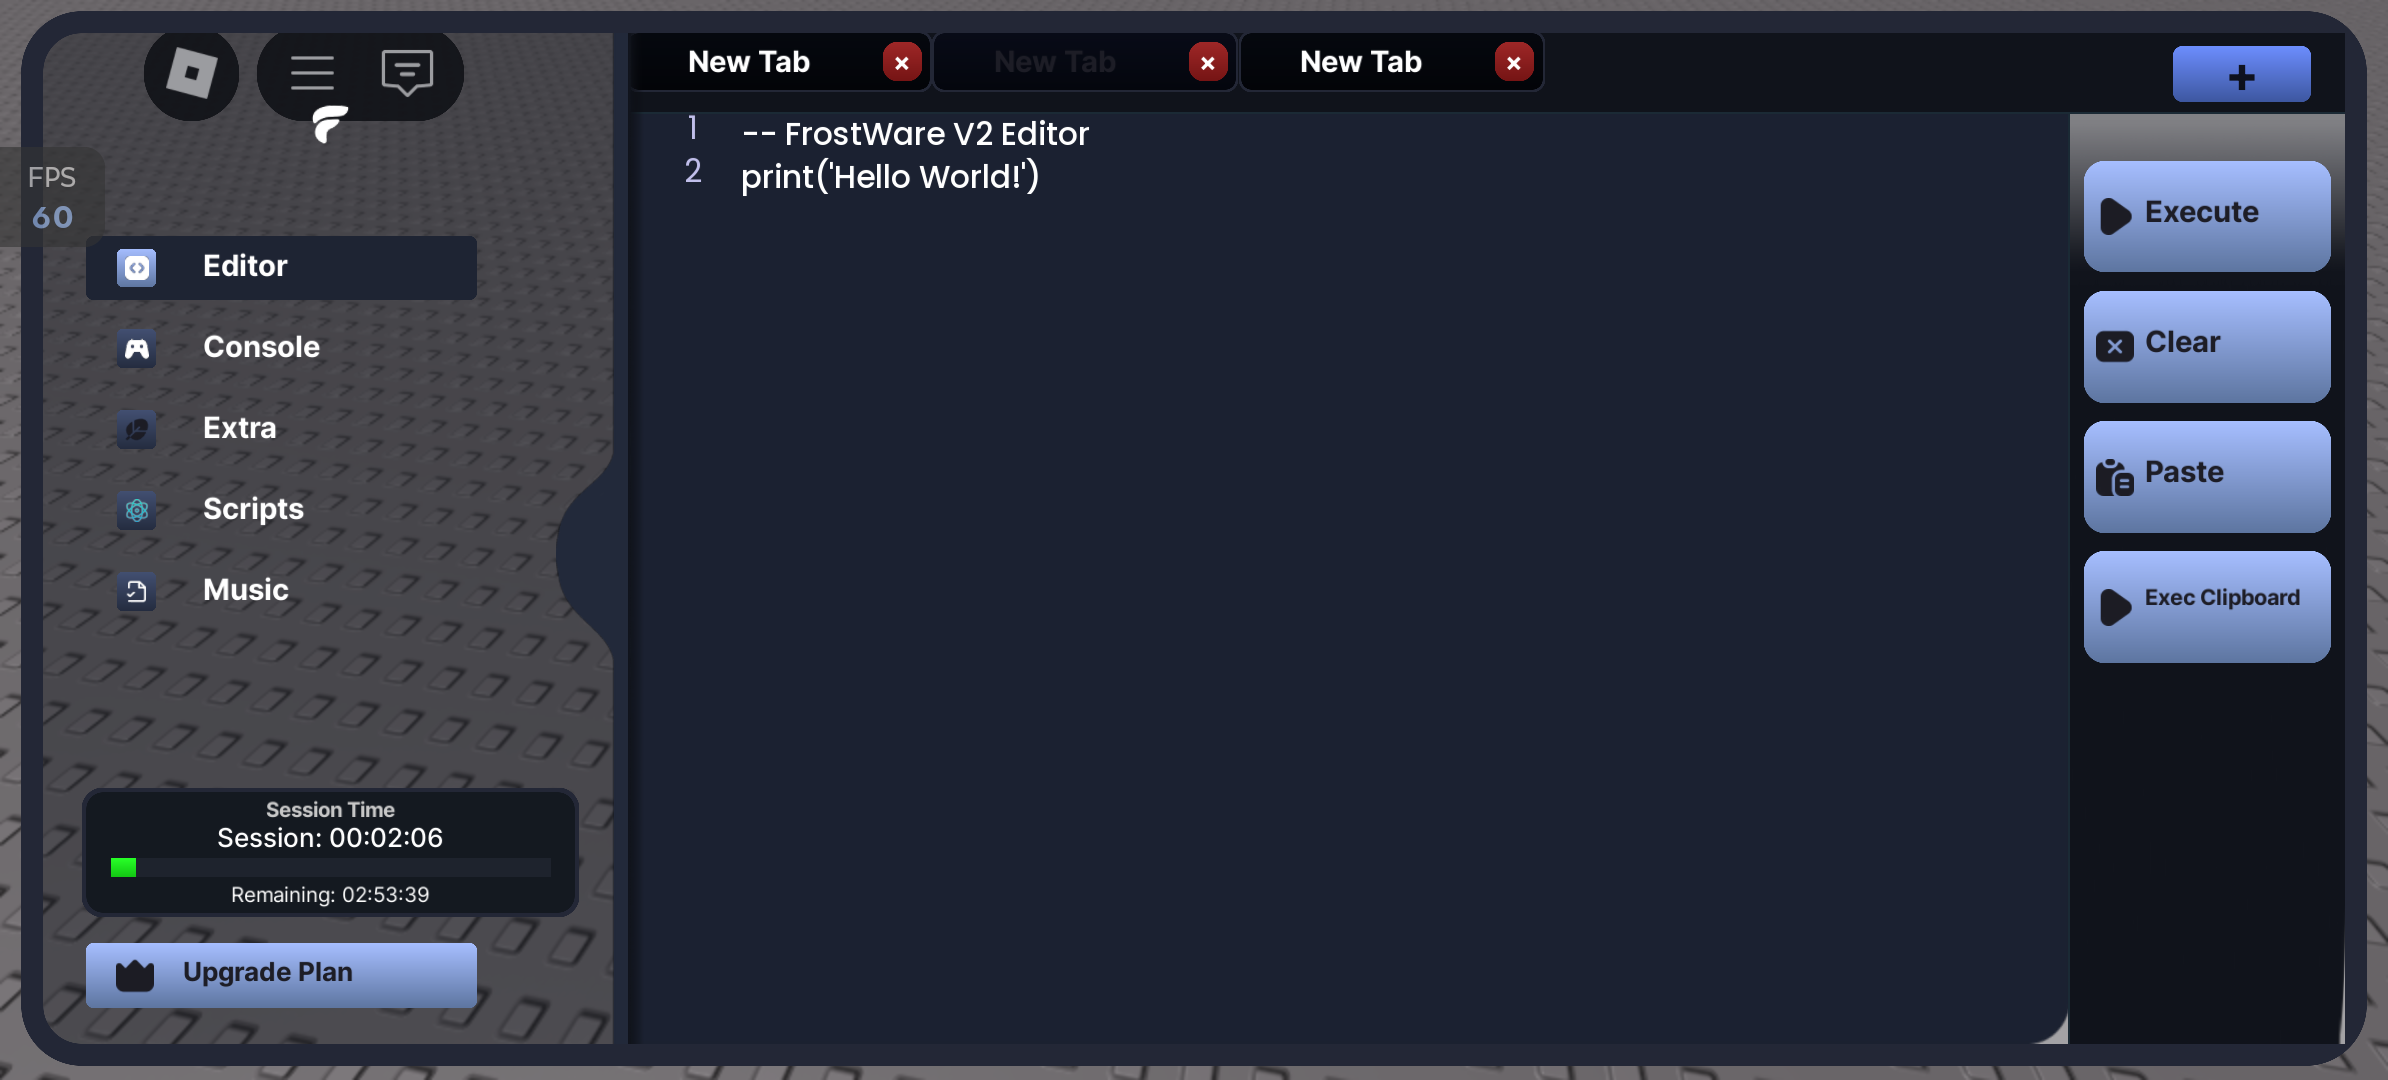 New Tab
New Tab
New Tab
1 -- FrostWare V2 Editor
2 print('Hello World!')
FPS
60
Editor
Console
Extra
Scripts
Music
Session Time
Session: 00:02:06
Remaining: 02:53:39
Upgrade Plan
Execute
Clear
Paste
Exec Clipboard